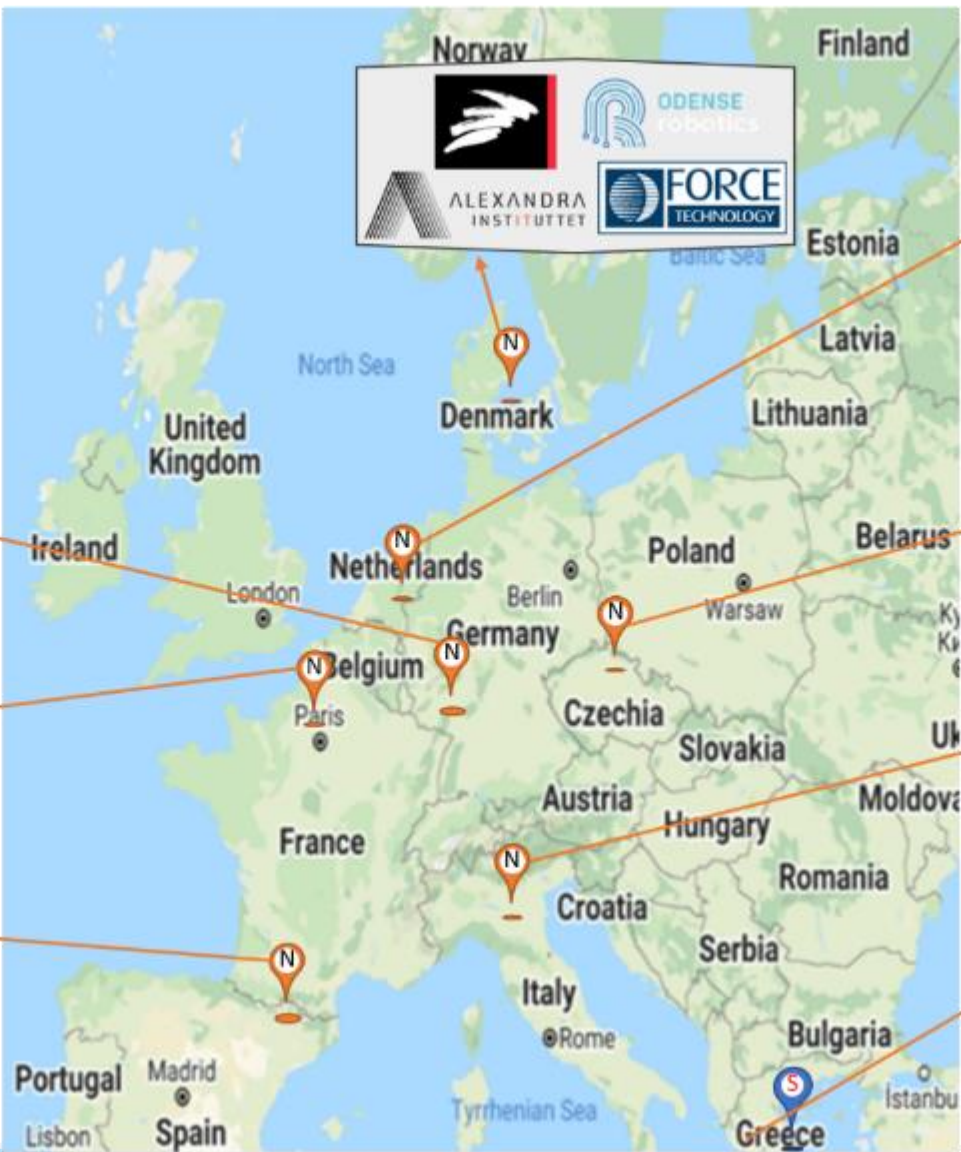 Norway
Finland
ODENSE
robotics
ALEXANDRA
INSTITUTTET
FORCE
TECHNOLOGY
Baltic Sea
Estonia
Latvia
North Sea
N
Denmark
Lithuania
United
Kingdom
Ireland
N
Netherlands
Poland
Belarus
London
Berlin
N
Warsaw
Germany
N
N
Belgium
Paris
Czechia
Slovakia
Uk
Austria
Moldova
Hungary
France
N
Romania
Croatia
Serbia
N
Italy
Rome
Bulgaria
Portugal
Madrid
S
İstanbu
Tyrrhenian Sea
Lisbon
Spain
Greece